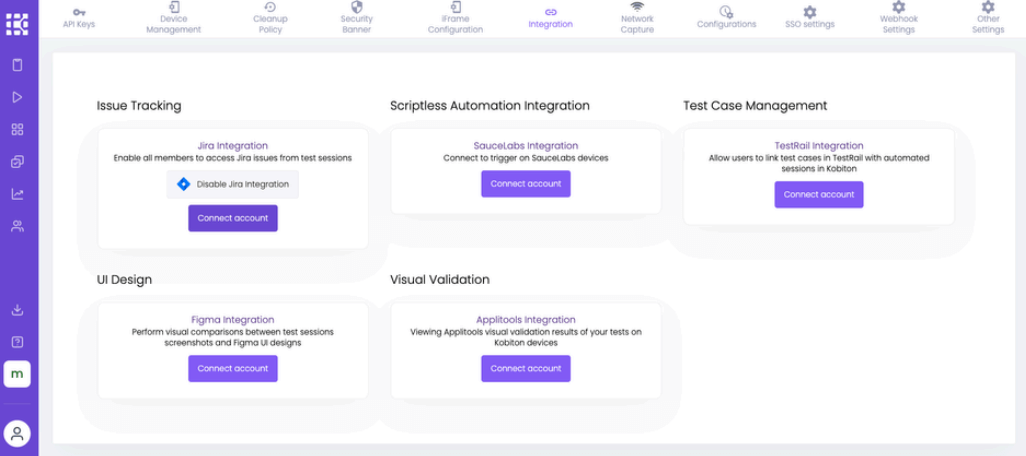 API Keys
Device
Management
Cleanup
Policy
Security
Banner
iFrame
Configuration
Integration
Network
Capture
Configurations
SSO settings
Webhook
Settings
Other
Settings
Issue Tracking
Jira Integration
Enable all members to access Jira issues from test sessions
Disable Jira Integration
Connect account
Scriptless Automation Integration
SauceLabs Integration
Connect to trigger on SauceLabs devices
Connect account
Test Case Management
TestRail Integration
Allow users to link test cases in TestRail with automated
sessions in Kobiton
Connect account
UI Design
Figma Integration
Perform visual comparisons between test sessions
screenshots and Figma UI designs
Connect account
Visual Validation
Applitools Integration
Viewing Applitools visual validation results of your tests on
Kobiton devices
Connect account
m